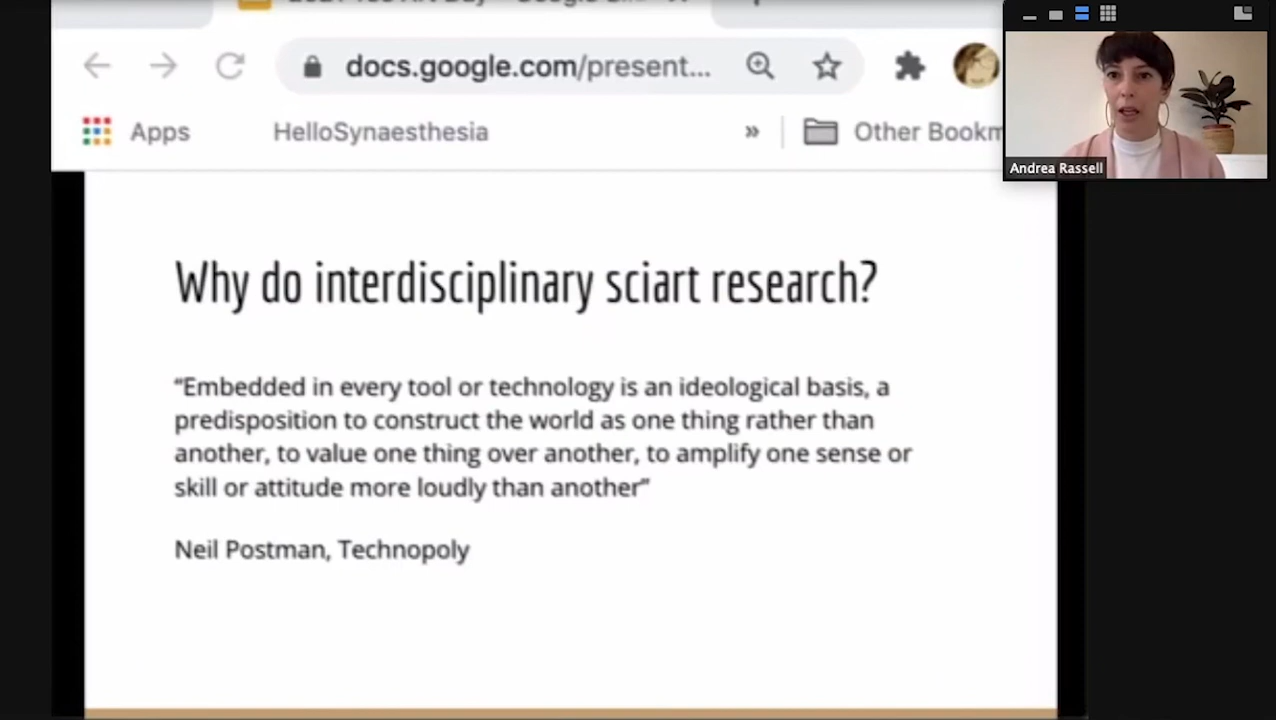 docs.google.com/present...
Apps
HelloSynaesthesia
»
Other Bookm
Andrea Rassell
Why do interdisciplinary sciart research?
“Embedded in every tool or technology is an ideological basis, a
predisposition to construct the world as one thing rather than
another, to value one thing over another, to amplify one sense or
skill or attitude more loudly than another”
Neil Postman, Technopoly